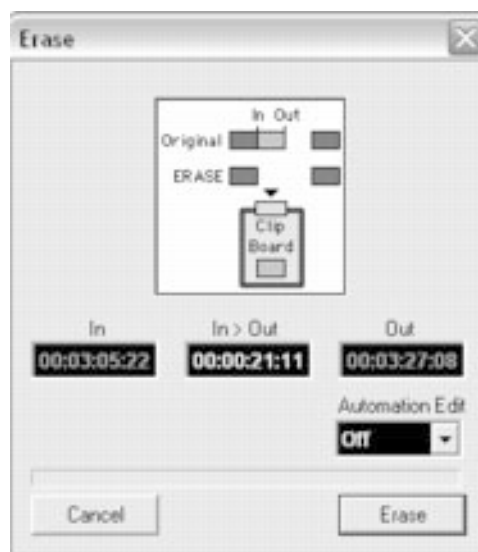 Erase
In Out
Original
ERASE
Clip
Board
In In > Out Out
00:03:05:22 00:00:21:11 00:03:27:08
Automation Edit
Off
Cancel Erase